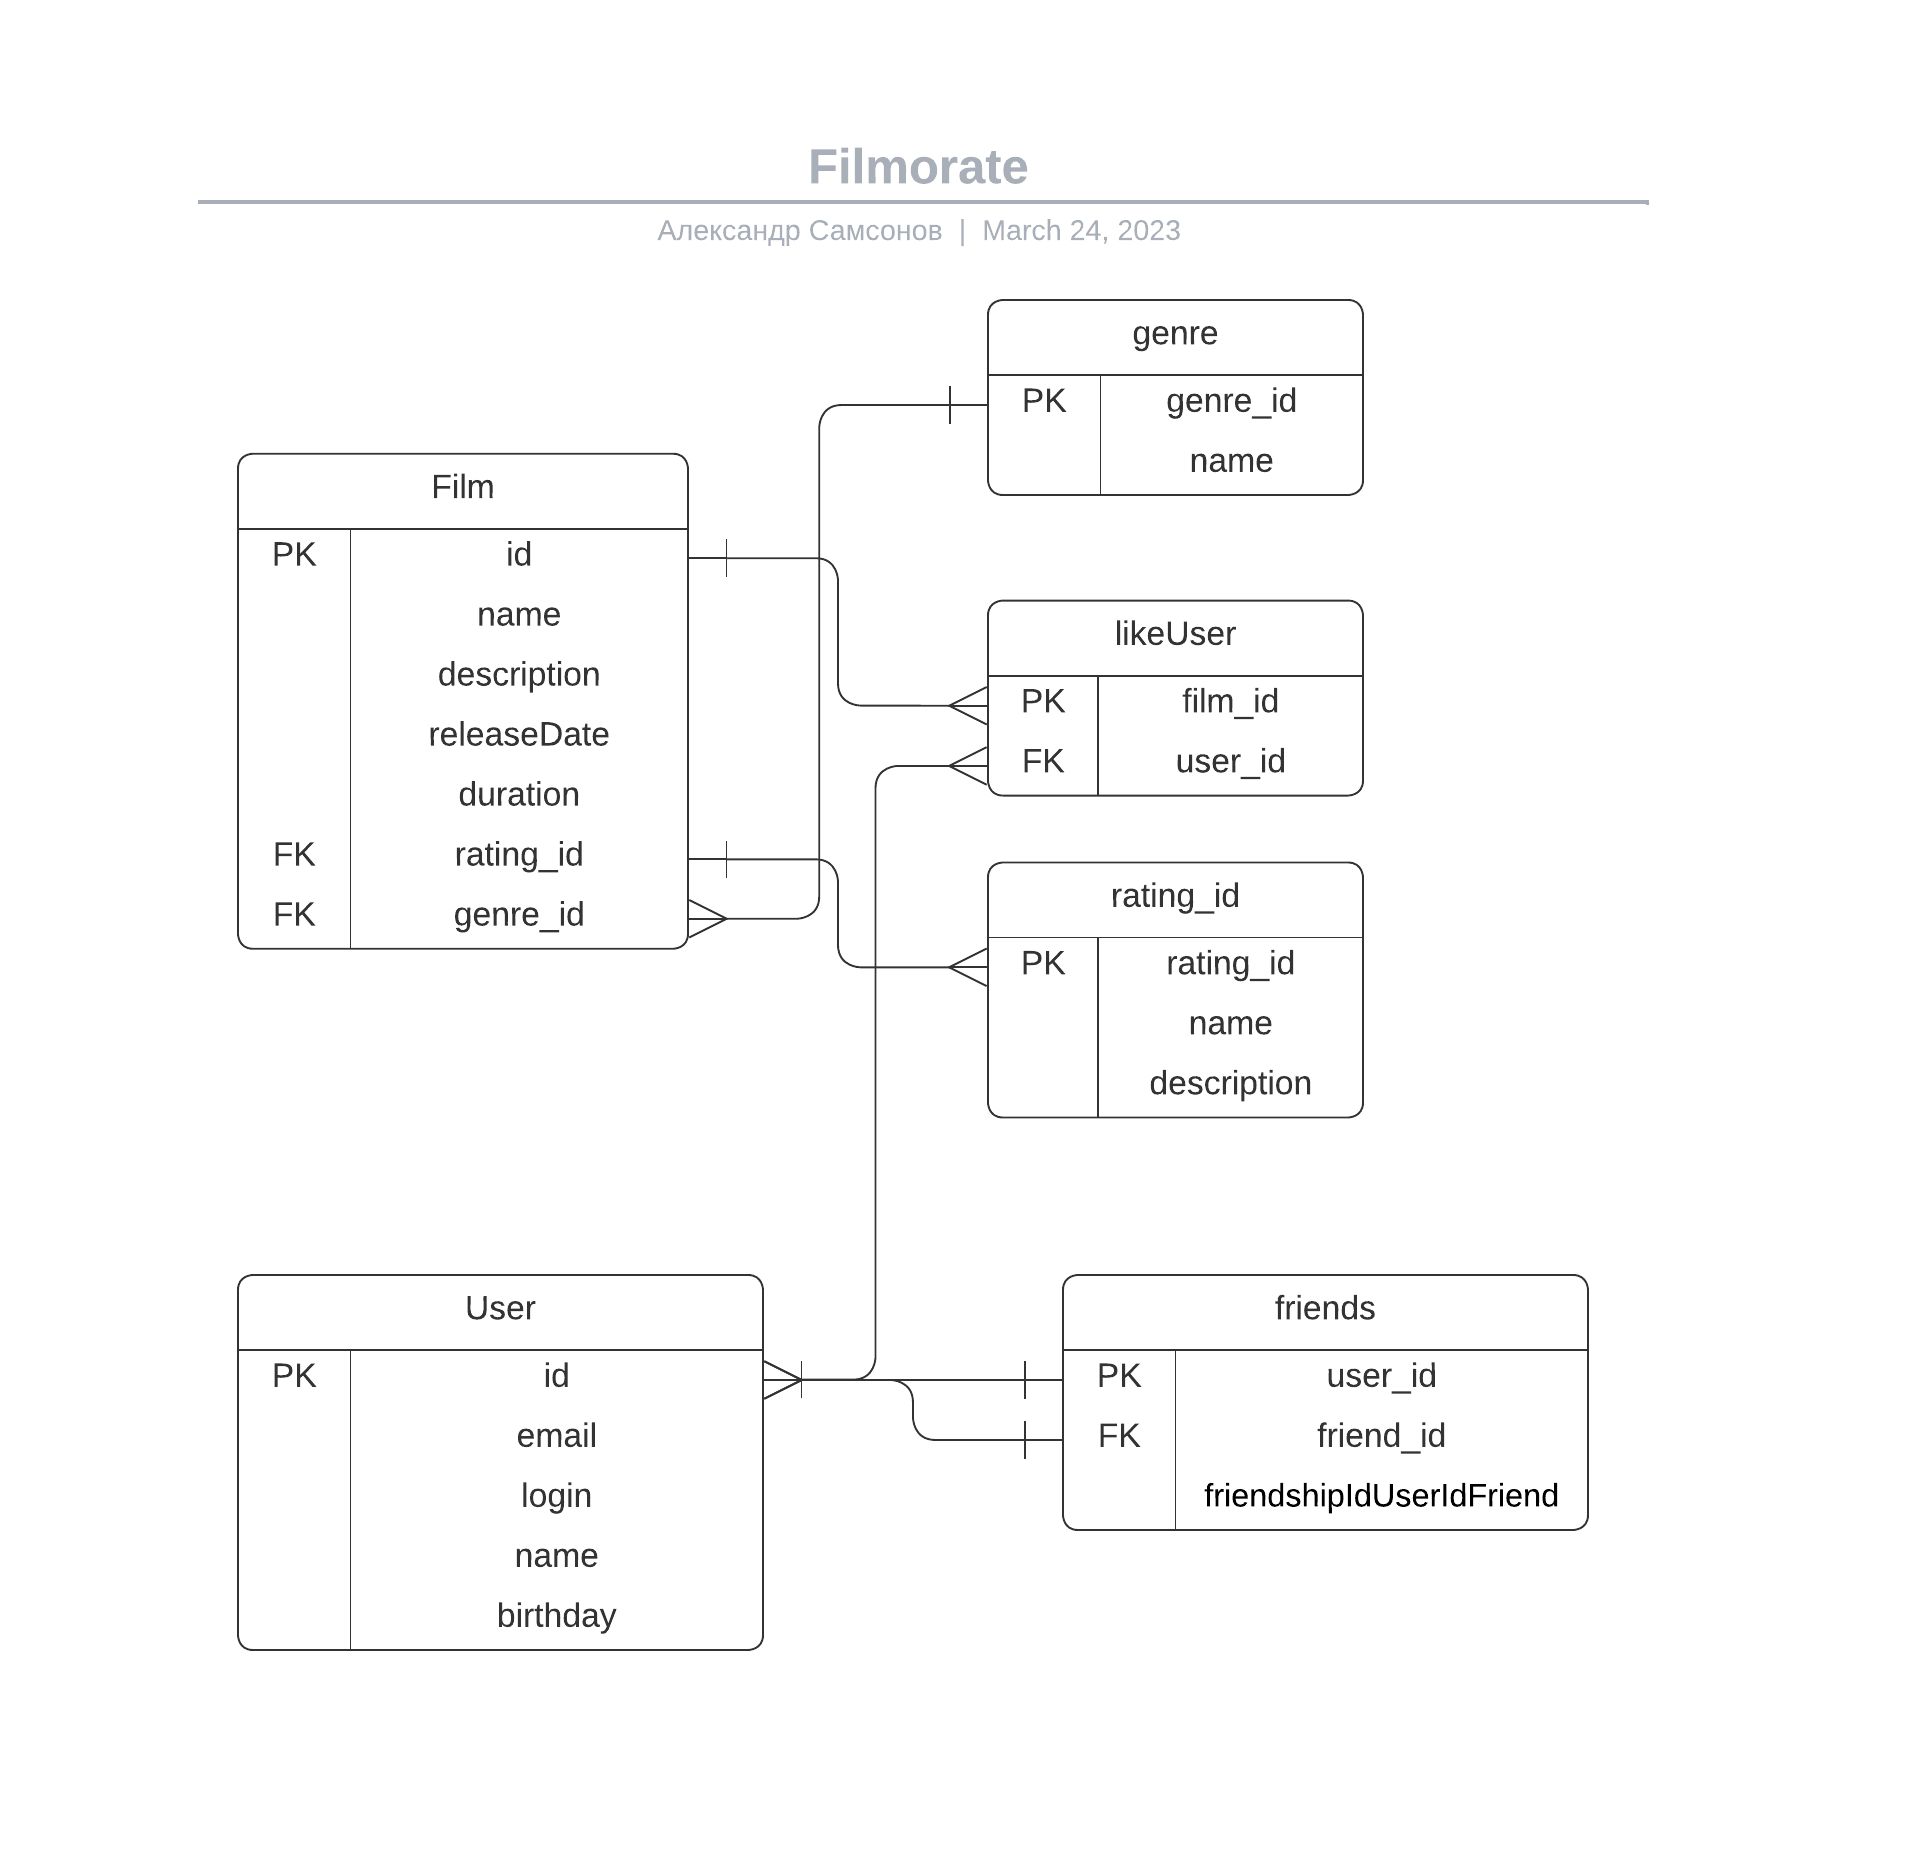 Filmorate
Александр Самсонов | March 24, 2023
genre
PK genre_id
name
Film
PK id
name
description
releaseDate
duration
FK rating_id
FK genre_id
likeUser
PK film_id
FK user_id
rating_id
PK rating_id
name
description
User
PK id
email
login
name
birthday
friends
PK user_id
FK friend_id
friendshipIdUserIdFriend